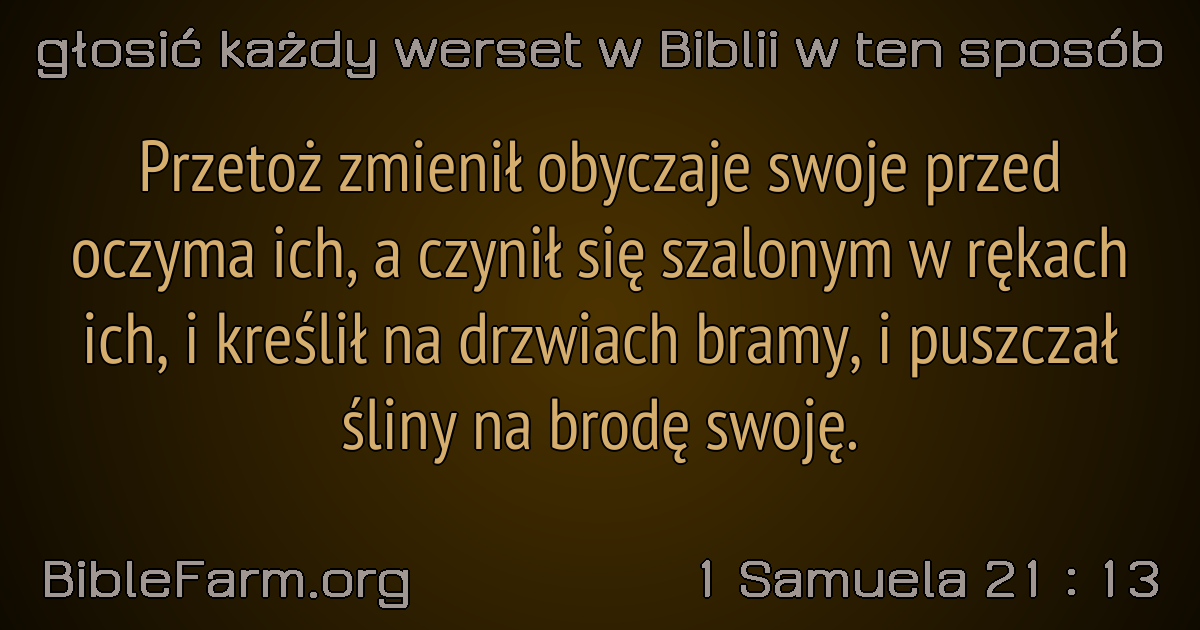 głosić każdy werset w Biblii w ten sposób
Przetoż zmienił obyczaje swoje przed
oczyma ich, a czynił się szalonym w rękach
ich, i kreślił na drzwiach bramy, i puszczał
śliny na brodę swoję.
BibleFarm.org
1 Samuela 21 : 13